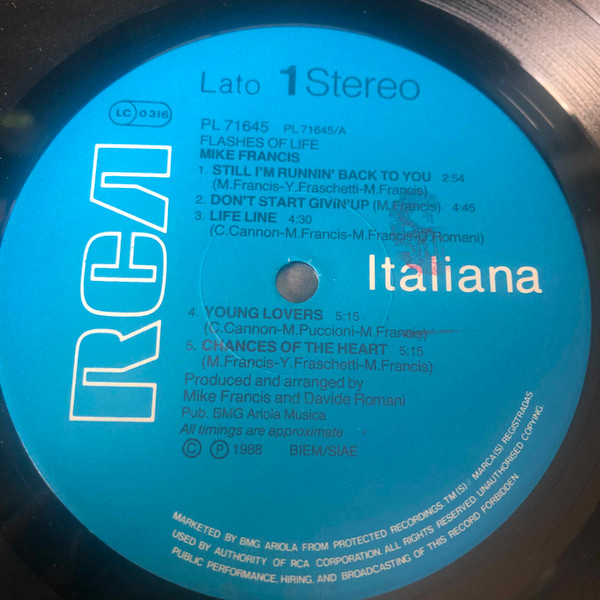 Lato 1 Stereo
LC 0316
PL 71645 PL 71645/A
FLASHES OF LIFE
MIKE FRANCIS
1. STILL I'M RUNNIN' BACK TO YOU 2:54
(M.Francis-Y.Fraschetti-M.Francis)
2. DON'T START GIVIN'UP (M.Francis) 4:45
3. LIFE LINE 4:30
(C.Cannon-M.Francis-M.Francis-D.Romani)
RCA
Italiana
4. YOUNG LOVERS 5:15
(C.Cannon-M.Puccioni-M.Francis)
5. CHANCES OF THE HEART 5:15
(M.Francis-Y.Fraschetti-M.Francis)
Produced and arranged by
Mike Francis and Davide Romani
Pub. BMG Ariola Musica
All timings are approximate
© ℗ 1988 BIEM/SIAE
MARKETED BY BMG ARIOLA FROM PROTECTED RECORDINGS. TM(S) ® MARCA(S) REGISTRADAS
USED BY AUTHORITY OF RCA CORPORATION. ALL RIGHTS RESERVED. UNAUTHORISED COPYING,
PUBLIC PERFORMANCE, HIRING, AND BROADCASTING OF THIS RECORD FORBIDDEN